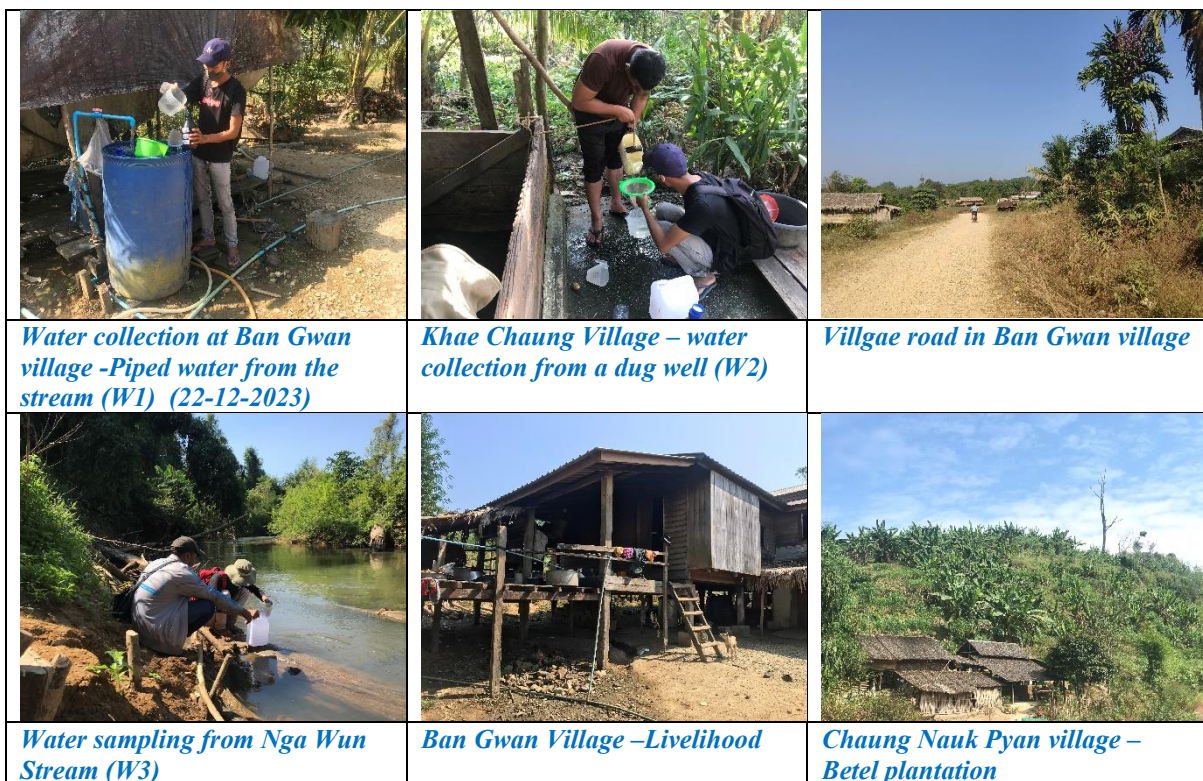 Water collection at Ban Gwan
village -Piped water from the
stream (W1) (22-12-2023)
Khae Chaung Village – water
collection from a dug well (W2)
Villgae road in Ban Gwan village
Water sampling from Nga Wun
Stream (W3)
Ban Gwan Village –Livelihood
Chaung Nauk Pyan village –
Betel plantation